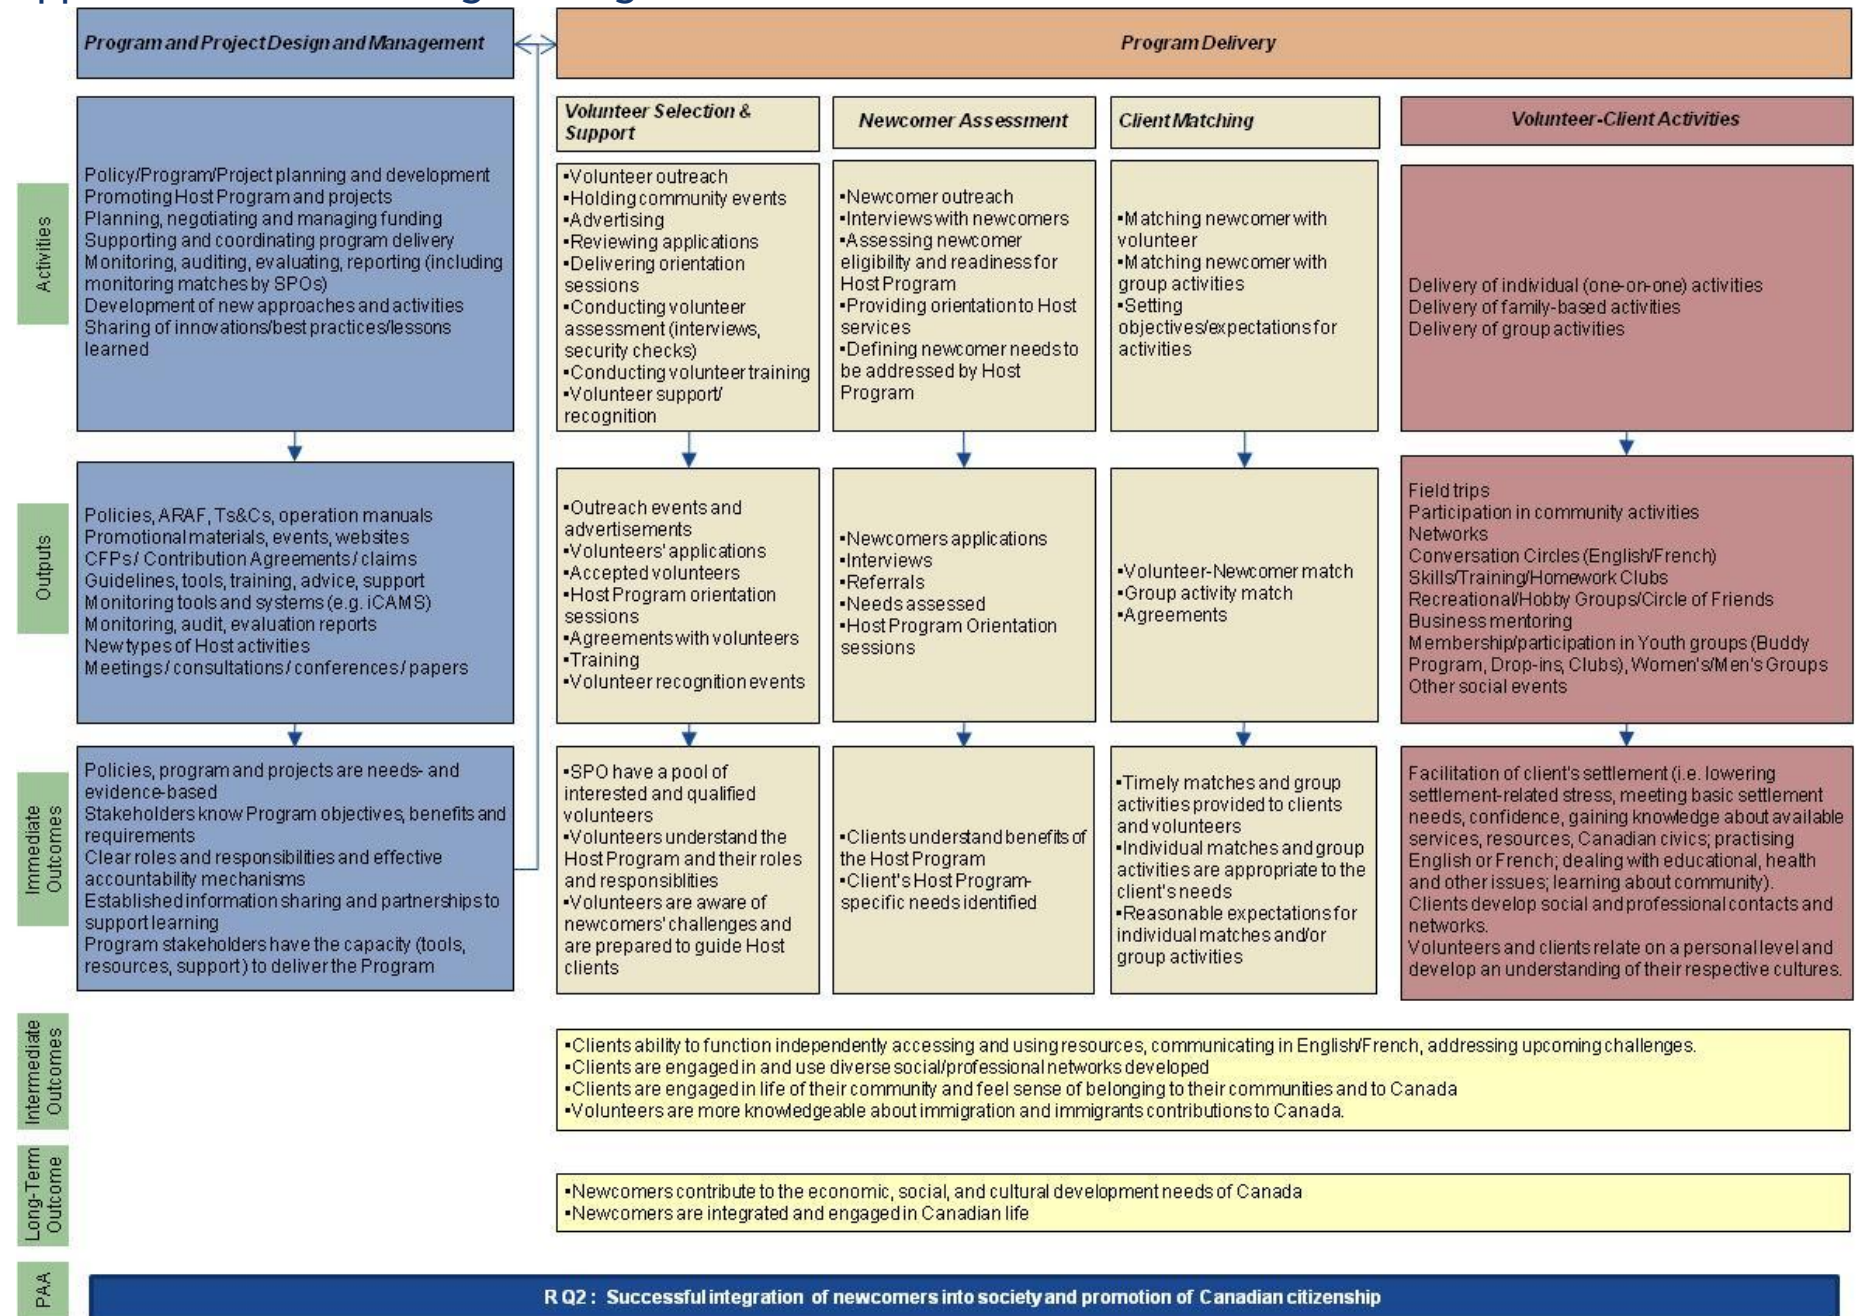 Program and Project Design and Management
Program Delivery
Volunteer Selection &
Support
Newcomer Assessment
Client Matching
Volunteer-Client Activities
Activities
Policy/Program/Project planning and development
Promoting Host Program and projects
Planning, negotiating and managing funding
Supporting and coordinating program delivery
Monitoring, auditing, evaluating, reporting (including
monitoring matches by SPOs)
Development of new approaches and activities
Sharing of innovations/best practices/lessons
learned
▪Volunteer outreach
▪Holding community events
▪Advertising
▪Reviewing applications
▪Delivering orientation
sessions
▪Conducting volunteer
assessment (interviews,
security checks)
▪Conducting volunteer training
▪Volunteer support/
recognition
▪Newcomer outreach
▪Interviews with newcomers
▪Assessing newcomer
eligibility and readiness for
Host Program
▪Providing orientation to Host
services
▪Defining newcomer needs to
be addressed by Host
Program
▪Matching newcomer with
volunteer
▪Matching newcomer with
group activities
▪Setting
objectives/expectations for
activities
Delivery of individual (one-on-one) activities
Delivery of family-based activities
Delivery of group activities
Outputs
Policies, ARAF, Ts&Cs, operation manuals
Promotional materials, events, websites
CFPs / Contribution Agreements / claims
Guidelines, tools, training, advice, support
Monitoring tools and systems (e.g. iCAMS)
Monitoring, audit, evaluation reports
New types of Host activities
Meetings / consultations / conferences / papers
▪Outreach events and
advertisements
▪Volunteers' applications
▪Accepted volunteers
▪Host Program orientation
sessions
▪Agreements with volunteers
▪Training
▪Volunteer recognition events
▪Newcomers applications
▪Interviews
▪Referrals
▪Needs assessed
▪Host Program Orientation
sessions
▪Volunteer-Newcomer match
▪Group activity match
▪Agreements
Field trips
Participation in community activities
Networks
Conversation Circles (English/French)
Skills/Training/Homework Clubs
Recreational/Hobby Groups/Circle of Friends
Business mentoring
Membership/participation in Youth groups (Buddy
Program, Drop-ins, Clubs), Women's/Men's Groups
Other social events
Immediate
Outcomes
Policies, program and projects are needs- and
evidence-based
Stakeholders know Program objectives, benefits and
requirements
Clear roles and responsibilities and effective
accountability mechanisms
Established information sharing and partnerships to
support learning
Program stakeholders have the capacity (tools,
resources, support) to deliver the Program
▪SPO have a pool of
interested and qualified
volunteers
▪Volunteers understand the
Host Program and their roles
and responsiblities
▪Volunteers are aware of
newcomers' challenges and
are prepared to guide Host
clients
▪Clients understand benefits of
the Host Program
▪Client's Host Program-
specific needs identified
▪Timely matches and group
activities provided to clients
and volunteers
▪Individual matches and group
activities are appropriate to the
client's needs
▪Reasonable expectations for
individual matches and/or
group activities
Facilitation of client's settlement (i.e. lowering
settlement-related stress, meeting basic settlement
needs, confidence, gaining knowledge about available
services, resources, Canadian civics; practising
English or French; dealing with educational, health
and other issues; learning about community).
Clients develop social and professional contacts and
networks.
Volunteers and clients relate on a personal level and
develop an understanding of their respective cultures.
Intermediate
Outcomes
▪Clients ability to function independently accessing and using resources, communicating in English/French, addressing upcoming challenges.
▪Clients are engaged in and use diverse social/professional networks developed
▪Clients are engaged in life of their community and feel sense of belonging to their communities and to Canada
▪Volunteers are more knowledgeable about immigration and immigrants contributions to Canada.
Long-Term
Outcome
▪Newcomers contribute to the economic, social, and cultural development needs of Canada
▪Newcomers are integrated and engaged in Canadian life
PAA
R Q2 : Successful integration of newcomers into society and promotion of Canadian citizenship